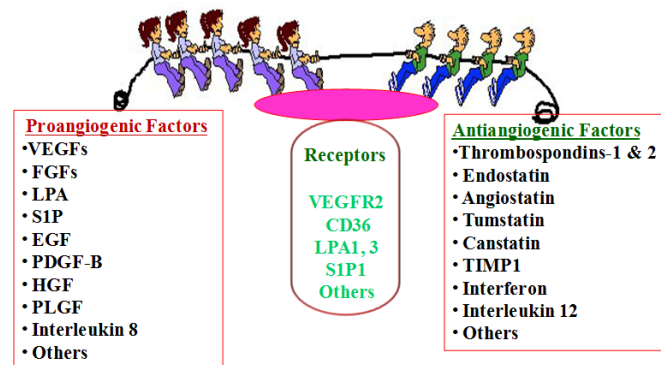 Proangiogenic Factors
•VEGFs
•FGFs
•LPA
•S1P
•EGF
•PDGF-B
•HGF
•PLGF
•Interleukin 8
•Others
Receptors
VEGFR2
CD36
LPA1, 3
S1P1
Others
Antiangiogenic Factors
•Thrombospondins-1 & 2
•Endostatin
•Angiostatin
•Tumstatin
•Canstatin
•TIMP1
•Interferon
•Interleukin 12
•Others